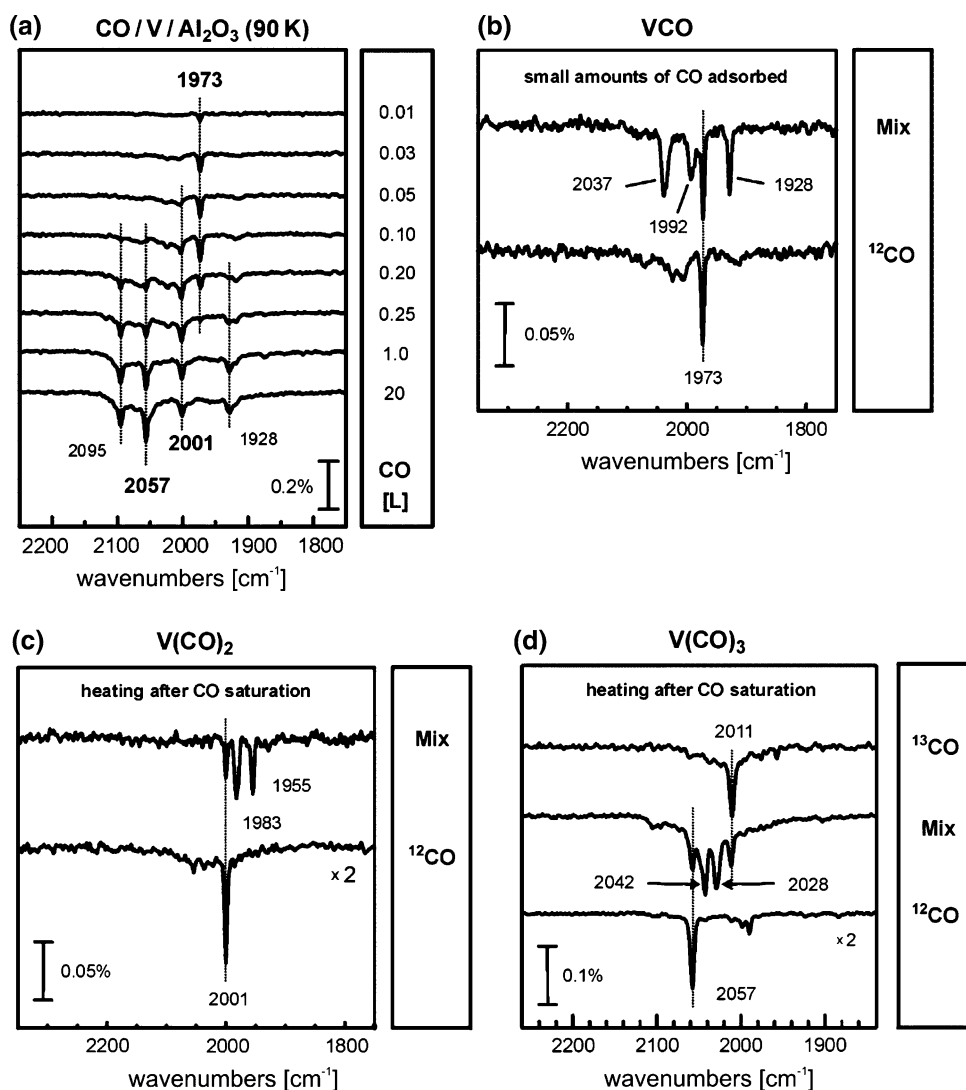 (a) CO / V / Al₂O₃ (90 K)
1973
0.01
0.03
0.05
0.10
0.20
0.25
1.0
20
2095
2057
2001
1928
0.2%
CO
[L]
2200 2100 2000 1900 1800
wavenumbers [cm⁻¹]
(b) VCO
small amounts of CO adsorbed
Mix
2037
1992
1928
¹²CO
0.05%
1973
2200 2000 1800
wavenumbers [cm⁻¹]
(c) V(CO)₂
heating after CO saturation
Mix
1955
1983
¹²CO
x 2
0.05%
2001
2200 2000 1800
wavenumbers [cm⁻¹]
(d) V(CO)₃
heating after CO saturation
2011
¹³CO
Mix
2042 2028
¹²CO
x 2
0.1%
2057
2200 2100 2000 1900
wavenumbers [cm⁻¹]